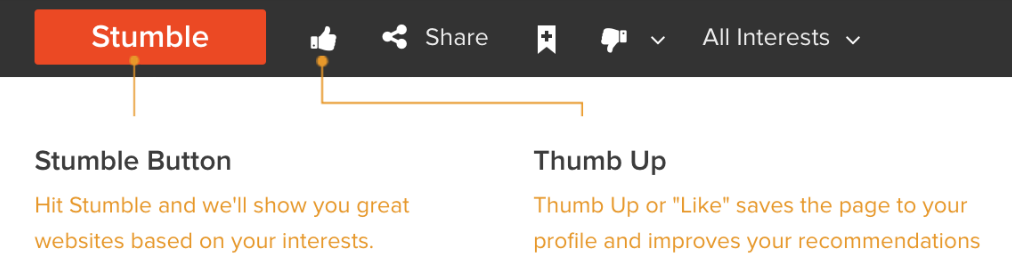 Stumble
Share
All Interests
Stumble Button
Thumb Up
Hit Stumble and we'll show you great
websites based on your interests.
Thumb Up or "Like" saves the page to your
profile and improves your recommendations